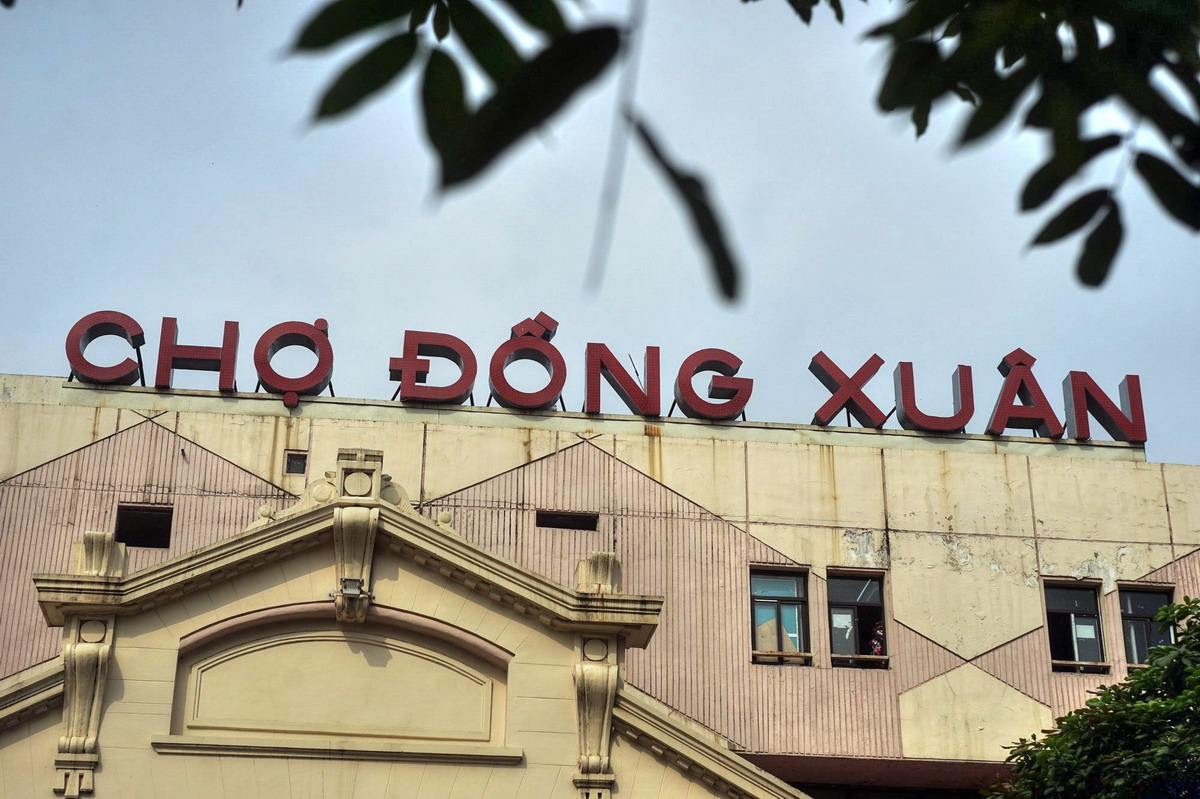 CHỢ ĐỒNG XUÂN